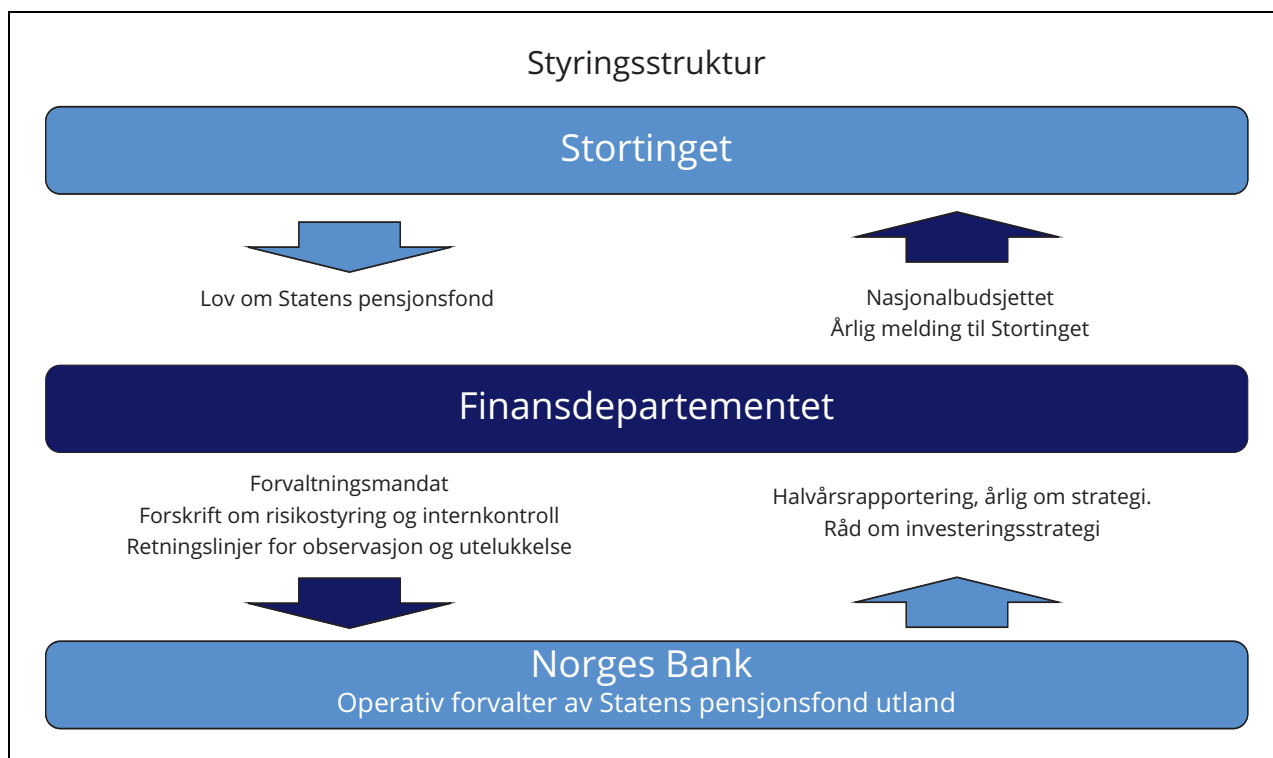 Styringsstruktur
Stortinget
Lov om Statens pensjonsfond
Nasjonalbudsjettet
Årlig melding til Stortinget
Finansdepartementet
Forvaltningsmandat
Forskrift om risikostyring og internkontroll
Retningslinjer for observasjon og utelukkelse
Halvårsrapportering, årlig om strategi.
Råd om investeringsstrategi
Norges Bank
Operativ forvalter av Statens pensjonsfond utland